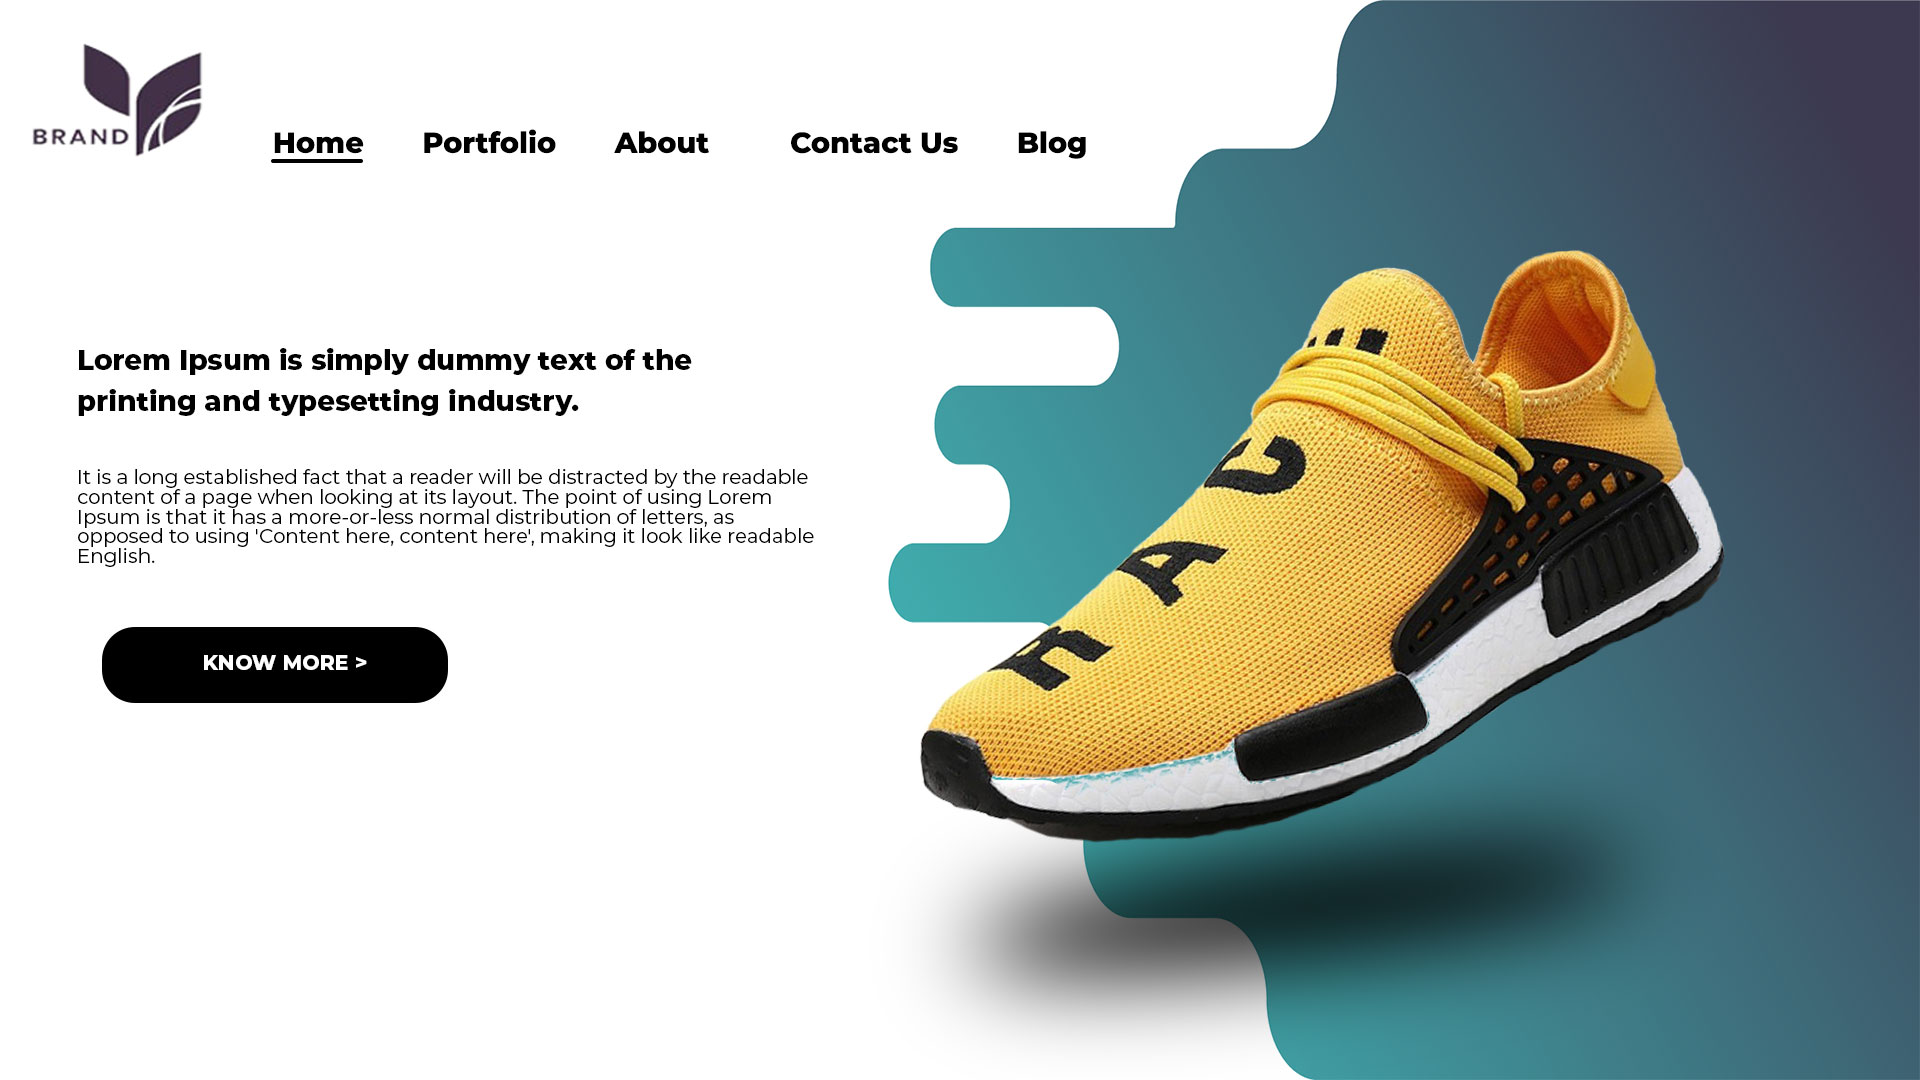 BRAND
Home Portfolio About Contact Us Blog
Lorem Ipsum is simply dummy text of the
printing and typesetting industry.
It is a long established fact that a reader will be distracted by the readable
content of a page when looking at its layout. The point of using Lorem
Ipsum is that it has a more-or-less normal distribution of letters, as
opposed to using 'Content here, content here', making it look like readable
English.
KNOW MORE >
RAC